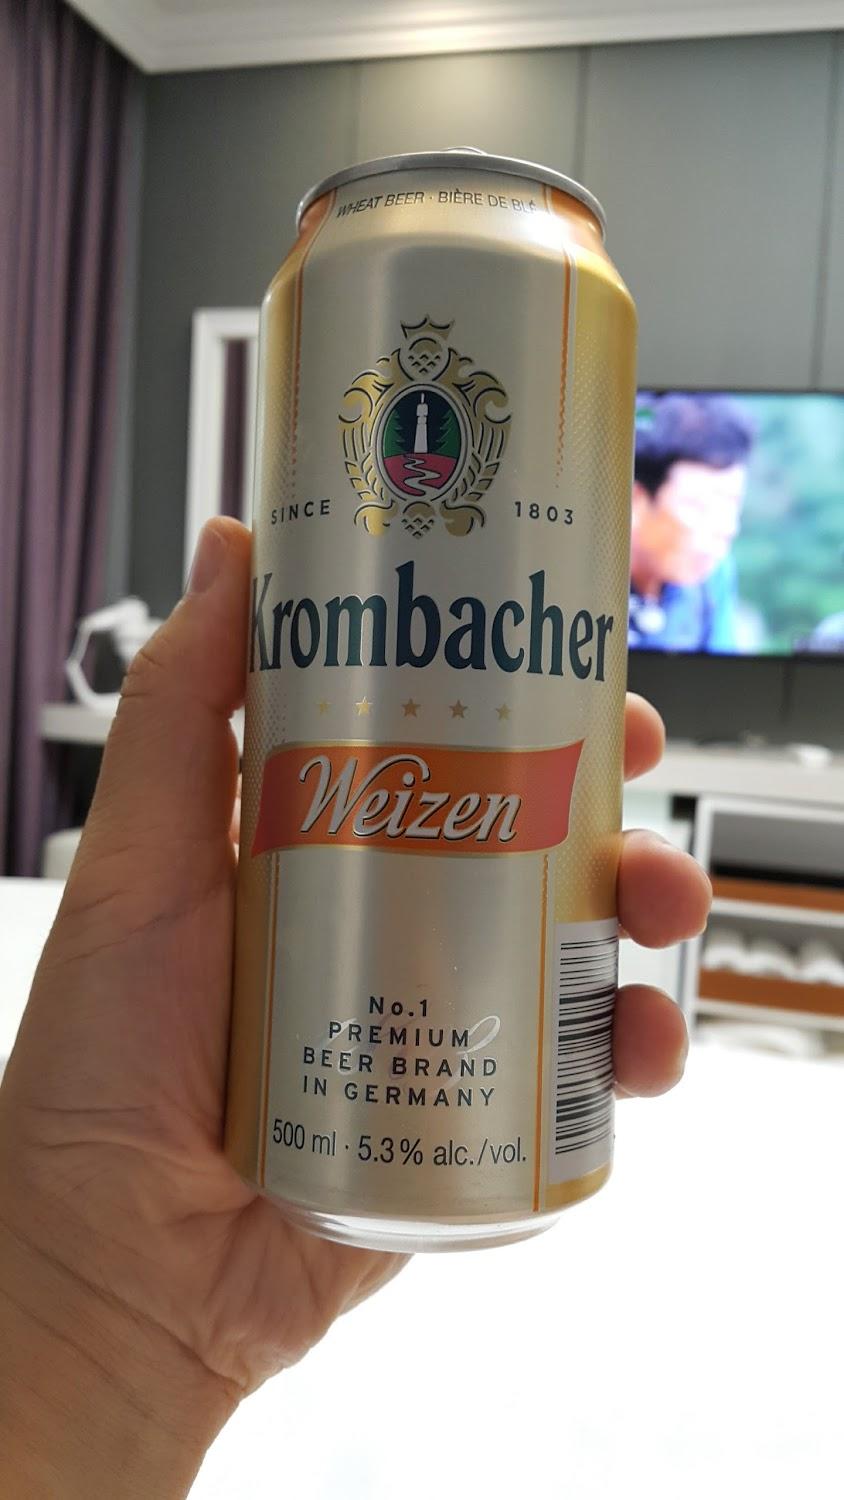 WHEAT BEER · BIÈRE DE BLÉ
SINCE 1803
Krombacher
Weizen
No.1
PREMIUM
BEER BRAND
IN GERMANY
500 ml · 5.3% alc./vol.